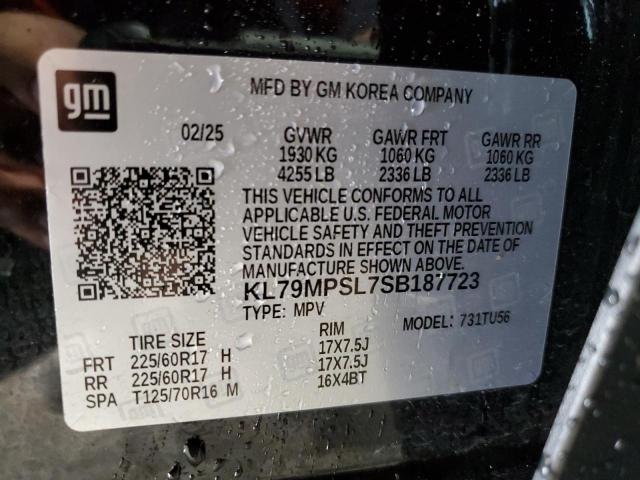 gm
MFD BY GM KOREA COMPANY
02/25 GVWR GAWR FRT GAWR RR
1930 KG 1060 KG 1060 KG
4255 LB 2336 LB 2336 LB
THIS VEHICLE CONFORMS TO ALL
APPLICABLE U.S. FEDERAL MOTOR
VEHICLE SAFETY AND THEFT PREVENTION
STANDARDS IN EFFECT ON THE DATE OF
MANUFACTURE SHOWN ABOVE.
KL79MPSL7SB187723
TYPE: MPV MODEL: 731TU56
TIRE SIZE RIM
FRT 225/60R17 H 17X7.5J
RR 225/60R17 H 17X7.5J
SPA T125/70R16 M 16X4BT